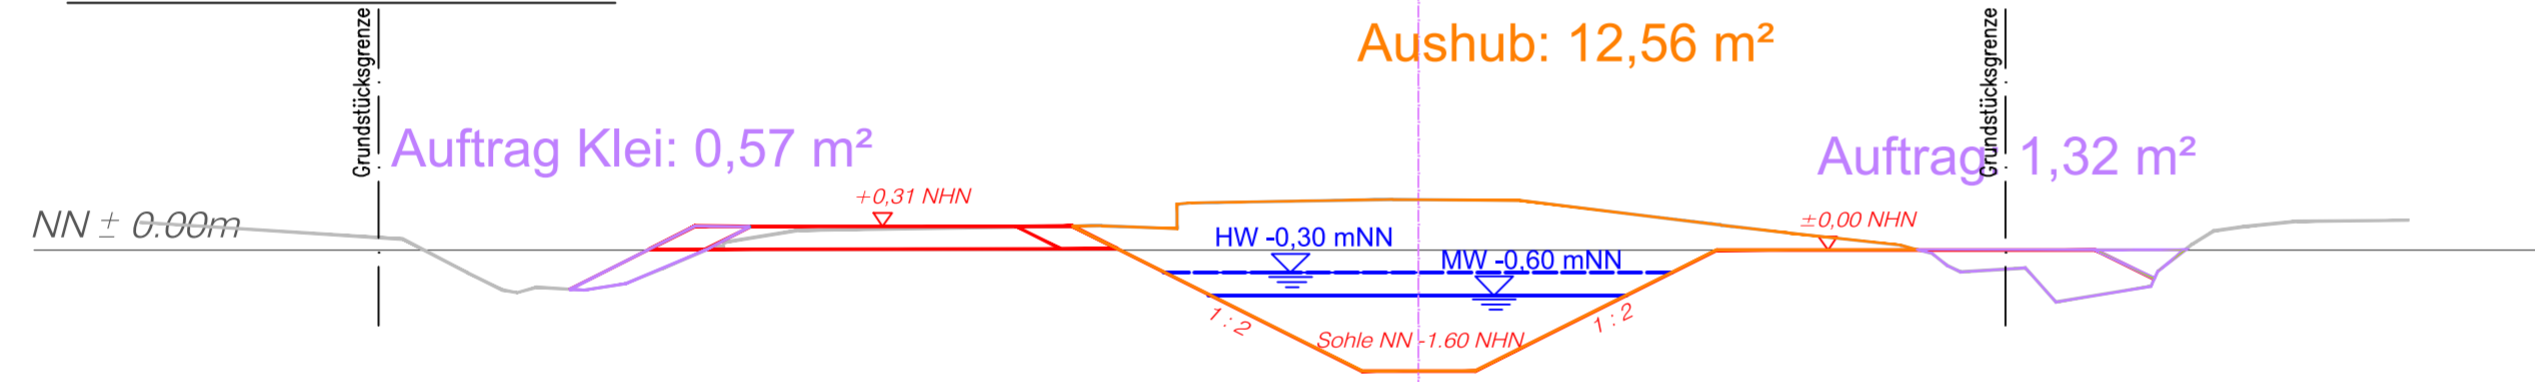 Grundstücksgrenze
Grundstücksgrenze
Aushub: 12,56 m²
Auftrag Klei: 0,57 m²
Auftrag: 1,32 m²
+0,31 NHN
NN ± 0.00m
±0,00 NHN
HW -0,30 mNN
MW -0,60 mNN
1:2
1:2
Sohle NN -1.60 NHN